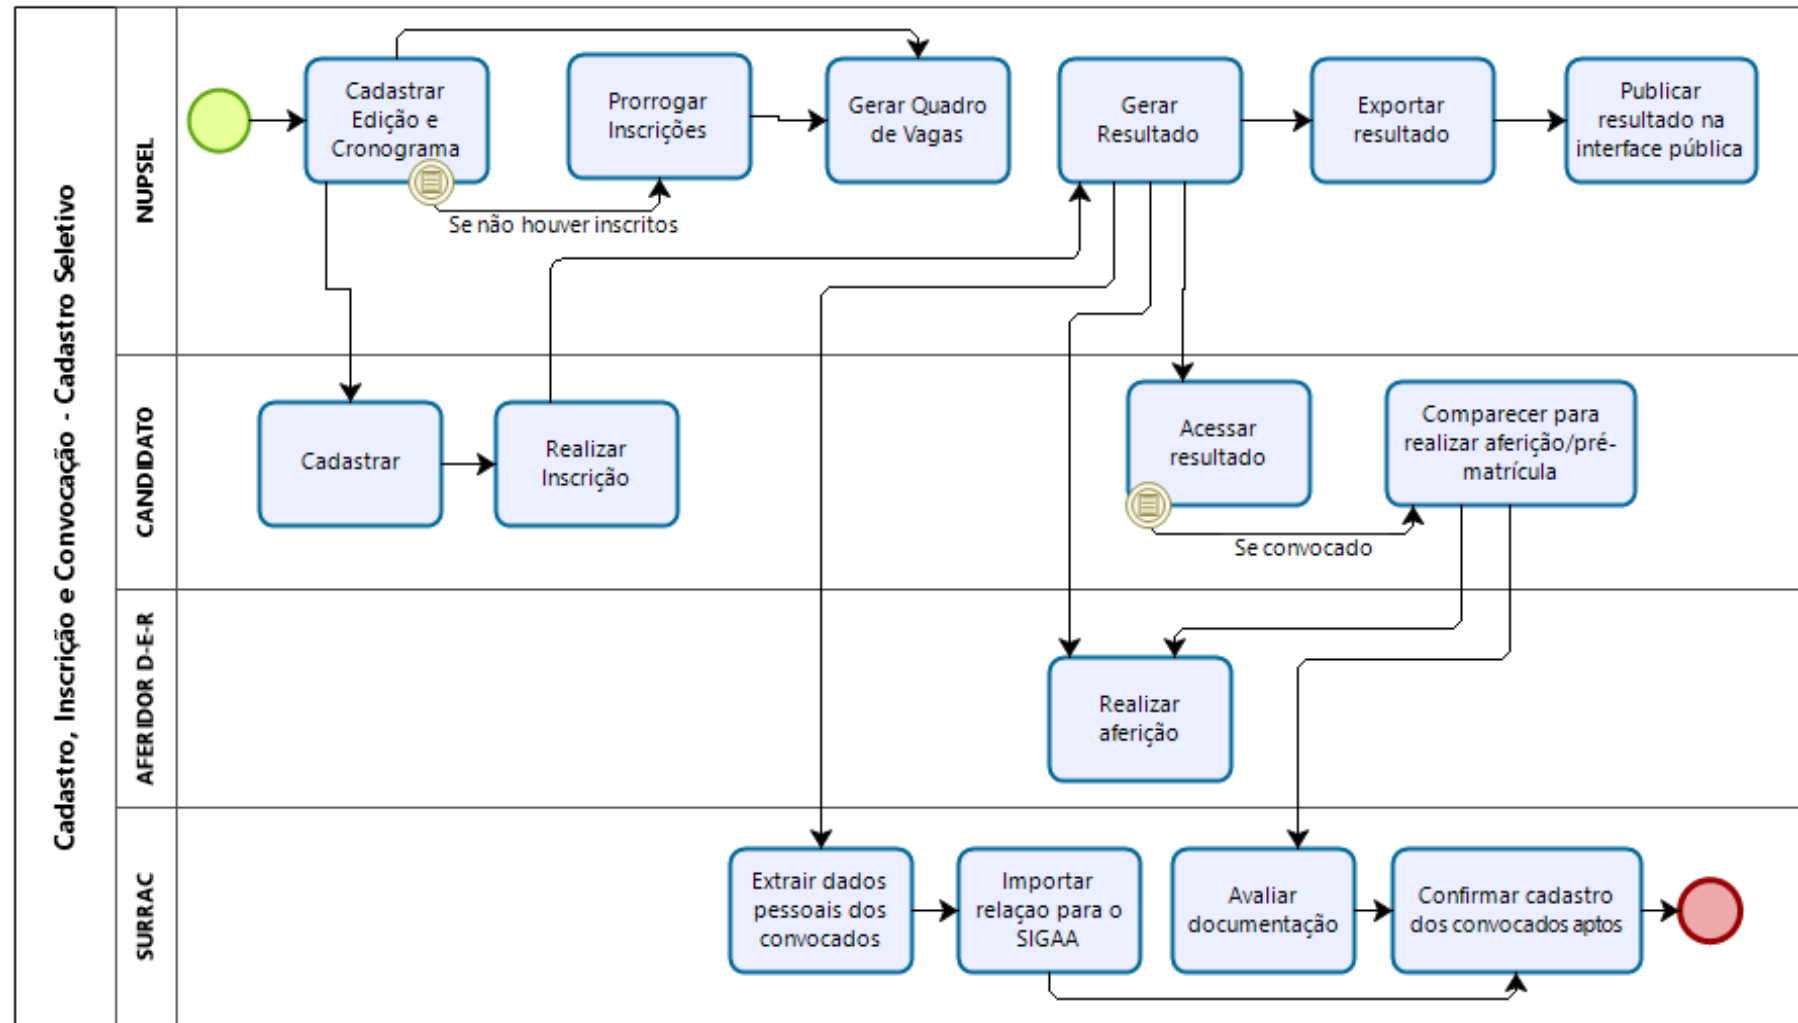 Cadastro, Inscrição e Convocação - Cadastro Seletivo
NUPSEL
Cadastrar
Edição e
Cronograma
Se não houver inscritos
Prorrogar
Inscrições
Gerar Quadro
de Vagas
Gerar
Resultado
Exportar
resultado
Publicar
resultado na
interface pública
CANDIDATO
Cadastrar
Realizar
Inscrição
Acessar
resultado
Se convocado
Comparecer para
realizar aferição/pré-
matrícula
AFERIDOR D-E-R
Realizar
aferição
SURRAC
Extrair dados
pessoais dos
convocados
Importar
relaçao para o
SIGAA
Avaliar
documentação
Confirmar cadastro
dos convocados aptos